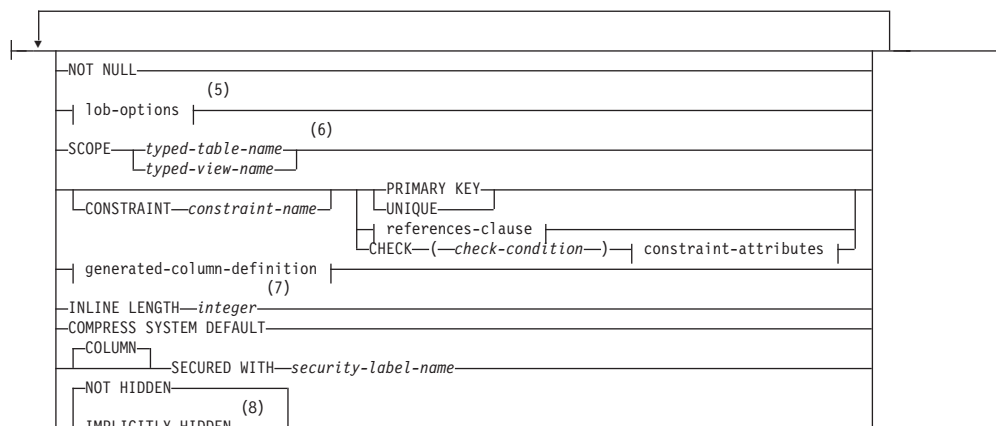 NOT NULL
(5)
lob-options
(6)
SCOPE typed-table-name
typed-view-name
PRIMARY KEY
CONSTRAINT constraint-name UNIQUE
references-clause
CHECK ( check-condition ) constraint-attributes
generated-column-definition
(7)
INLINE LENGTH integer
COMPRESS SYSTEM DEFAULT
COLUMN
SECURED WITH security-label-name
NOT HIDDEN
(8)
IMPLICITLY HIDDEN